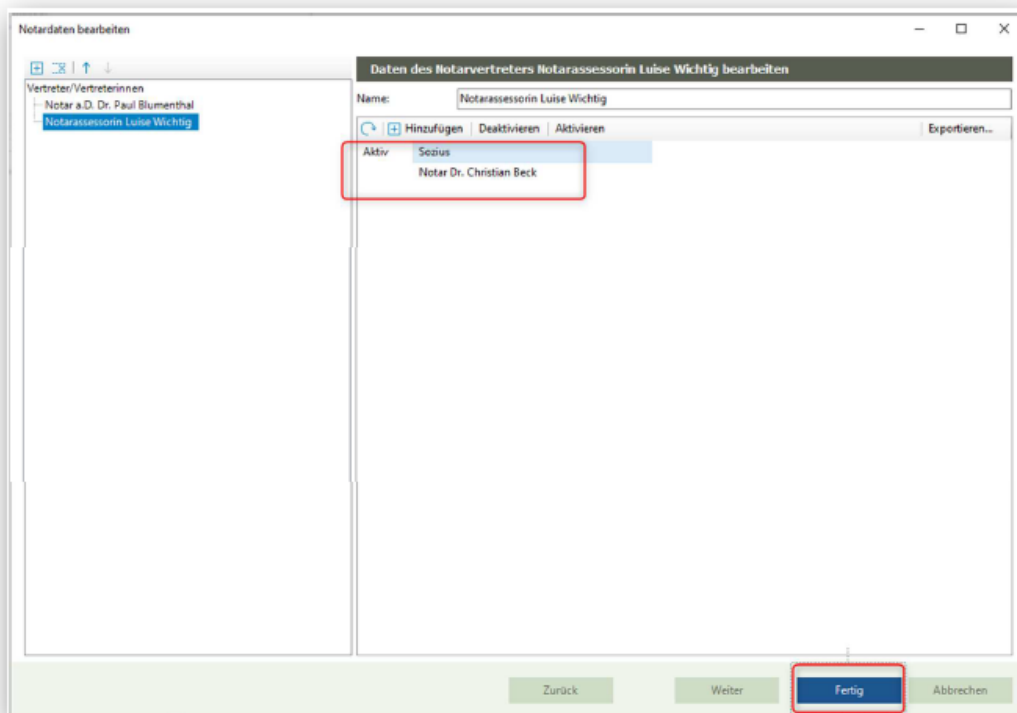 Notardaten bearbeiten
Vertreter/Vertreterinnen
Notar a.D. Dr. Paul Blumenthal
Notarassessorin Luise Wichtig
Daten des Notarvertreters Notarassessorin Luise Wichtig bearbeiten
Name: Notarassessorin Luise Wichtig
Hinzufügen Deaktivieren Aktivieren Exportieren...
Aktiv Sozius
Notar Dr. Christian Beck
Zurück Weiter Fertig Abbrechen